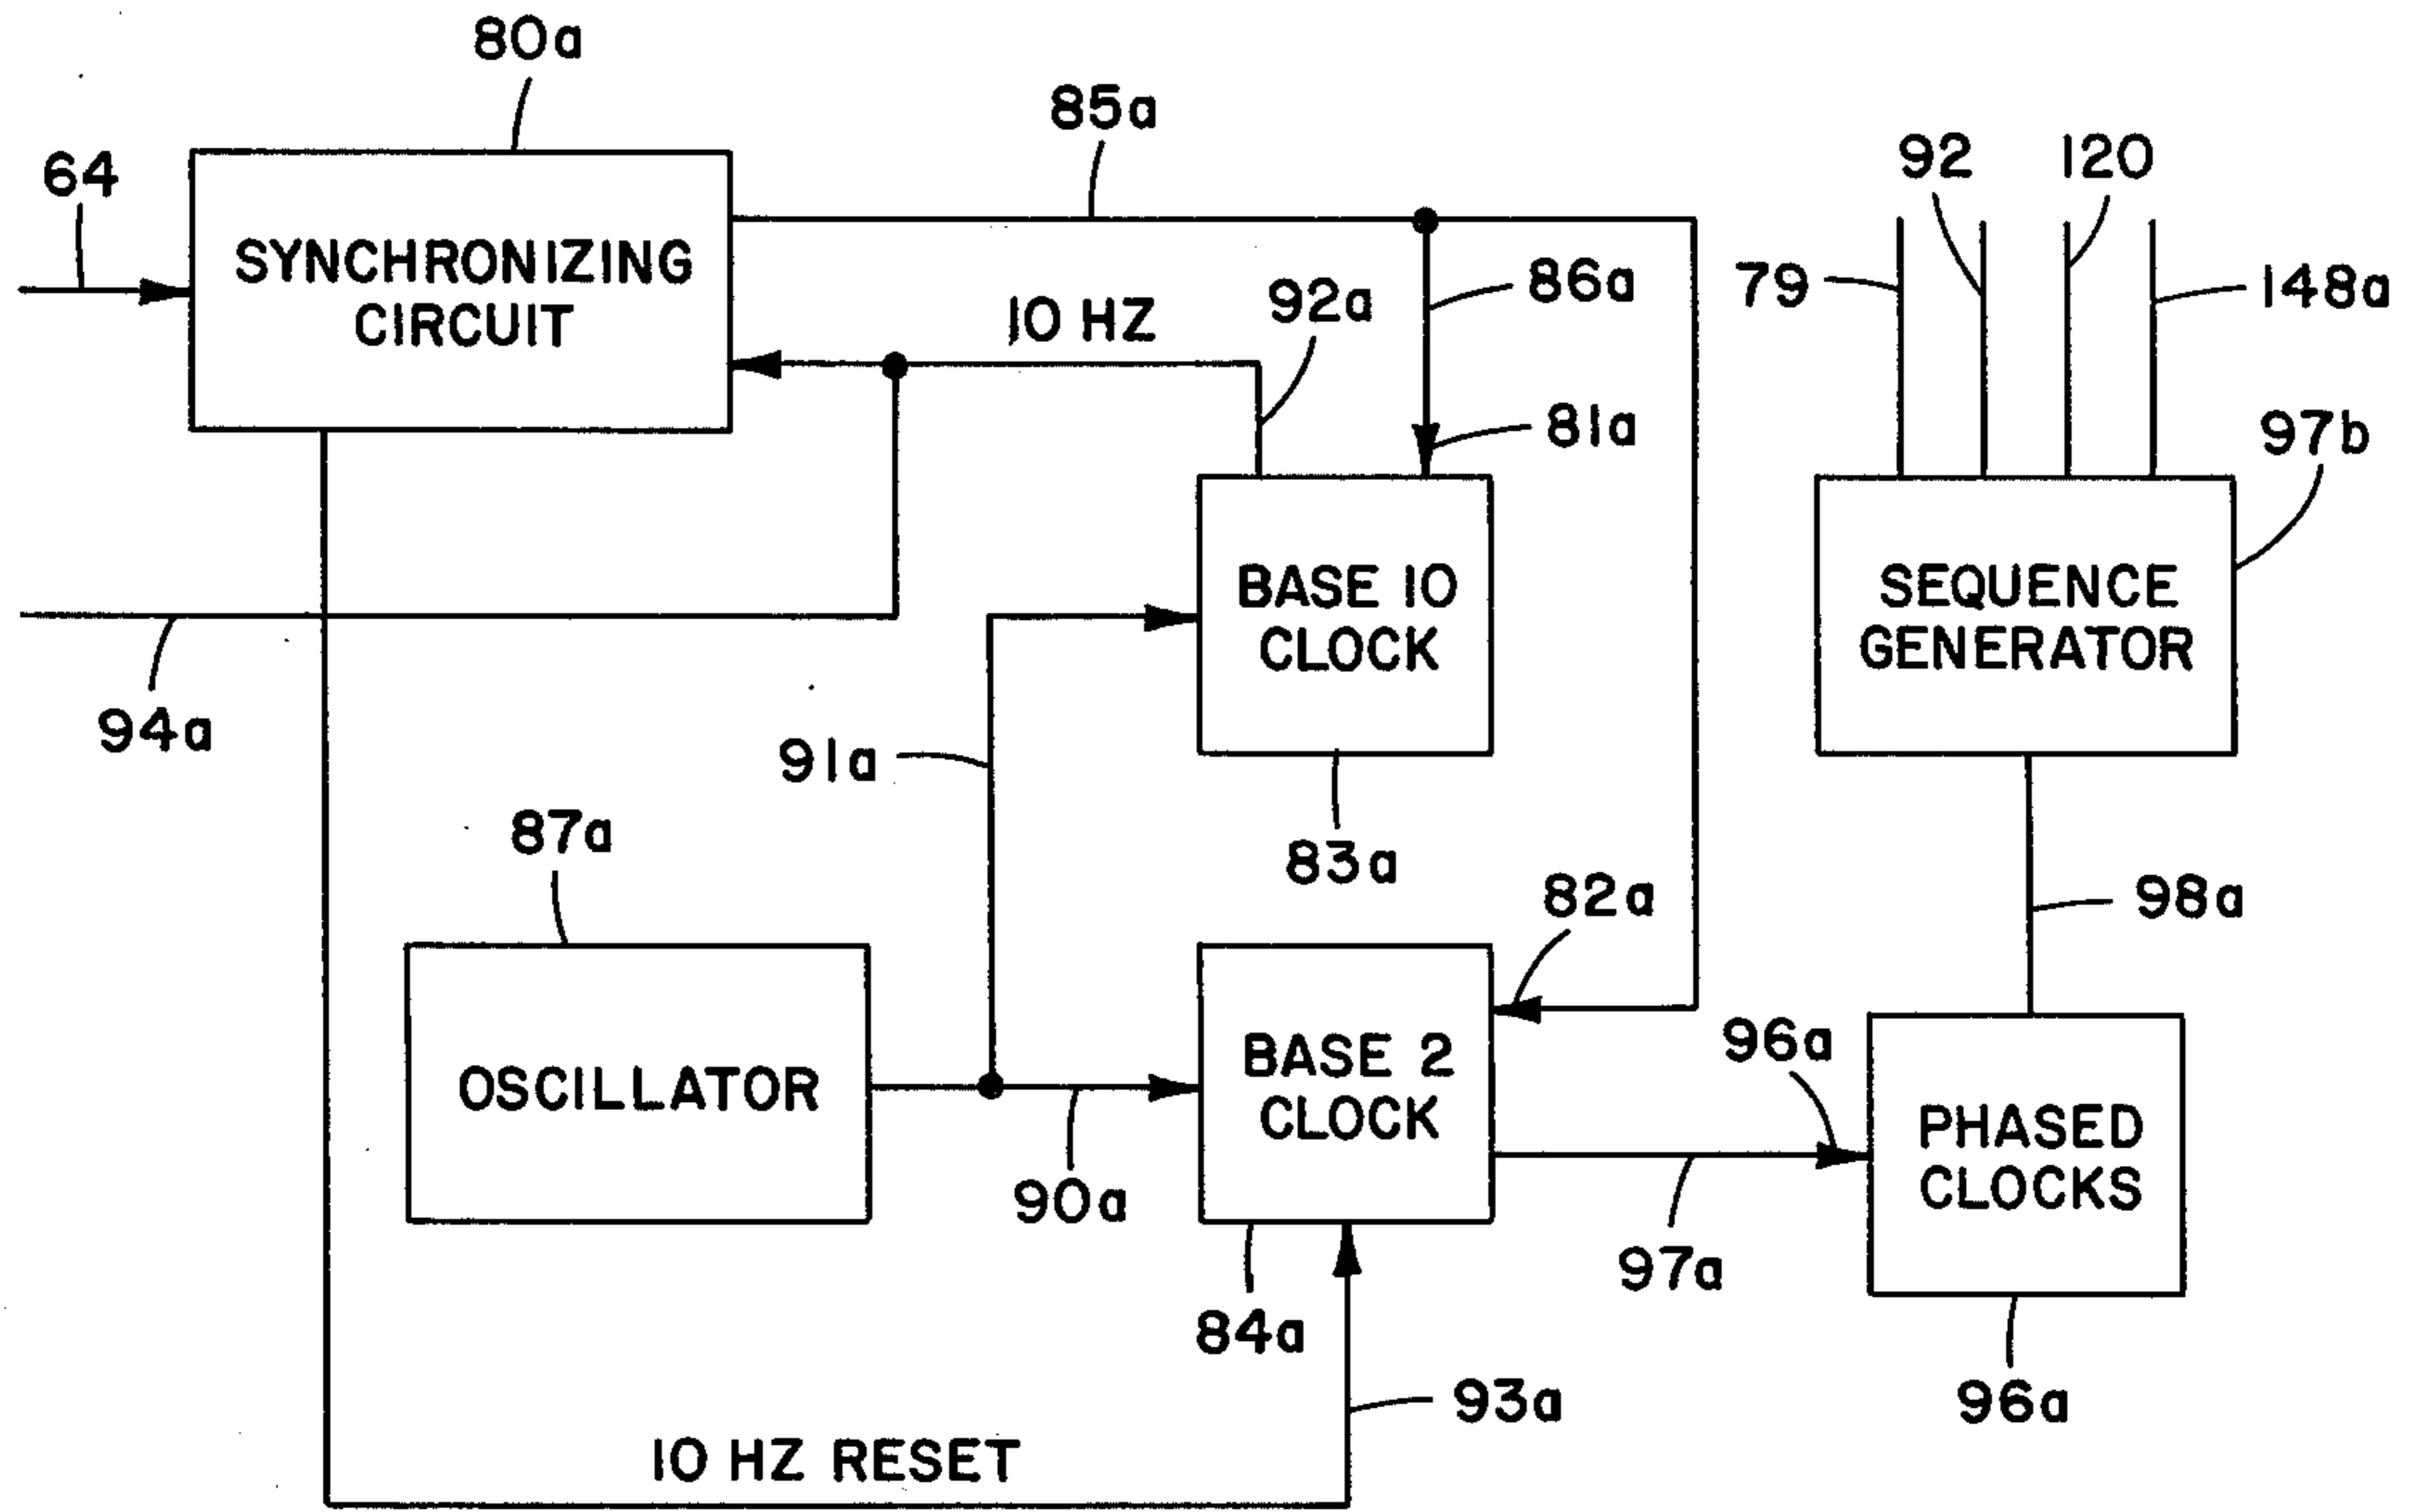 80a
85a
64
92
120
SYNCHRONIZING
CIRCUIT
10 HZ
92a
86a
79
148a
81a
97b
BASE 10
CLOCK
SEQUENCE
GENERATOR
94a
91a
87a
83a
82a
98a
OSCILLATOR
BASE 2
CLOCK
96a
PHASED
CLOCKS
90a
97a
84a
93a
96a
10 HZ RESET